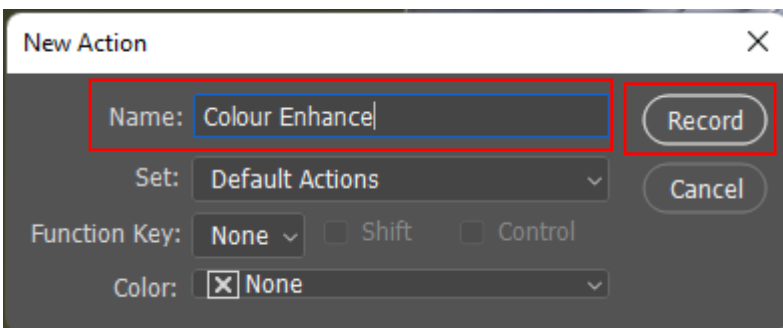 New Action
Name: Colour Enhance Record
Set: Default Actions Cancel
Function Key: None Shift Control
Color: None